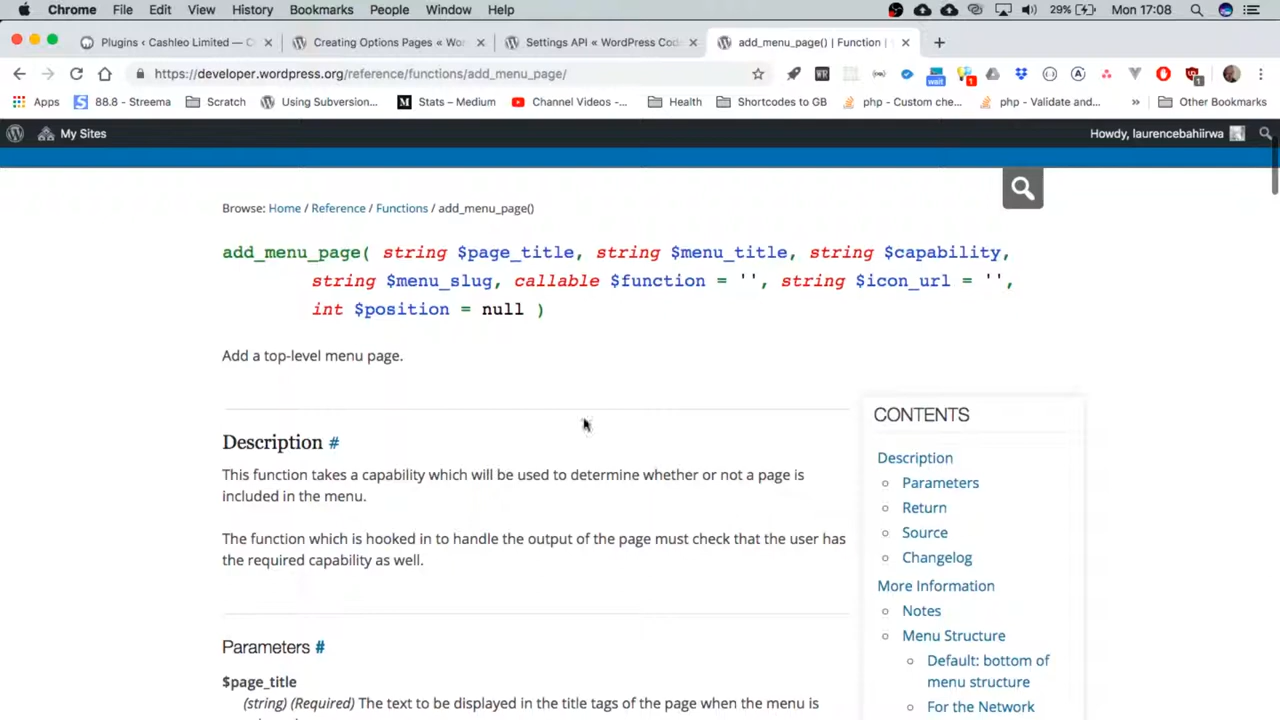 Chrome File Edit View History Bookmarks People Window Help 29% Mon 17:08
Plugins ‹ Cashleo Limited — Creating Options Pages « Wor Settings API « WordPress Cod add_menu_page() | Function |
https://developer.wordpress.org/reference/functions/add_menu_page/
wait 1 1
Apps 88.8 - Streema Scratch Using Subversion... Stats – Medium Channel Videos -... Health Shortcodes to GB php - Custom che... php - Validate and... » Other Bookmarks
My Sites Howdy, laurencebahiirwa
Browse: Home / Reference / Functions / add_menu_page()
add_menu_page( string $page_title, string $menu_title, string $capability,
string $menu_slug, callable $function = '', string $icon_url = '',
int $position = null )
Add a top-level menu page.
Description #
This function takes a capability which will be used to determine whether or not a page is
included in the menu.
The function which is hooked in to handle the output of the page must check that the user has
the required capability as well.
Parameters #
$page_title
(string) (Required) The text to be displayed in the title tags of the page when the menu is
CONTENTS
Description
Parameters
Return
Source
Changelog
More Information
Notes
Menu Structure
Default: bottom of
menu structure
For the Network